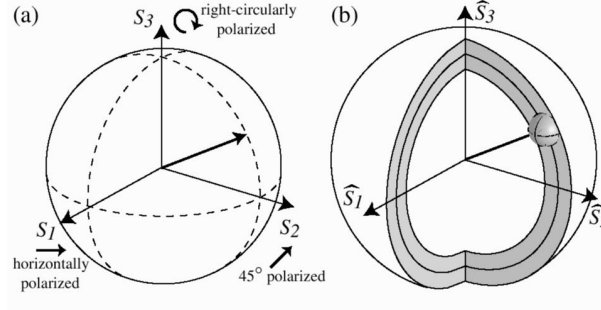 (a)
S3
right-circularly
polarized
S1
S2
horizontally
polarized
45° polarized
(b)
Ŝ3
Ŝ1